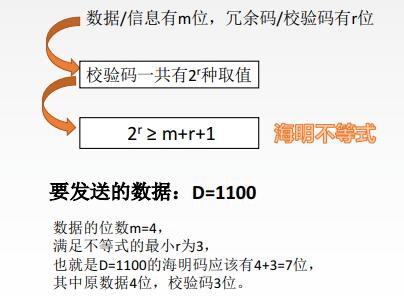 数据/信息有m位，冗余码/校验码有r位
校验码一共有2ʳ种取值
2ʳ ≥ m+r+1
海明不等式
要发送的数据：D=1100
数据的位数m=4，
满足不等式的最小r为3，
也就是D=1100的海明码应该有4+3=7位，
其中原数据4位，校验码3位。